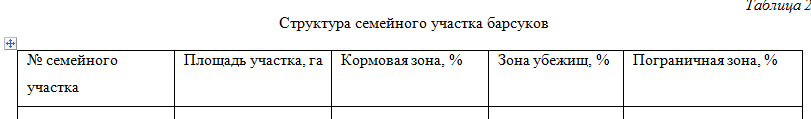 Таблица 2
Структура семейного участка барсуков
№ семейного участка
Площадь участка, га
Кормовая зона, %
Зона убежищ, %
Пограничная зона, %